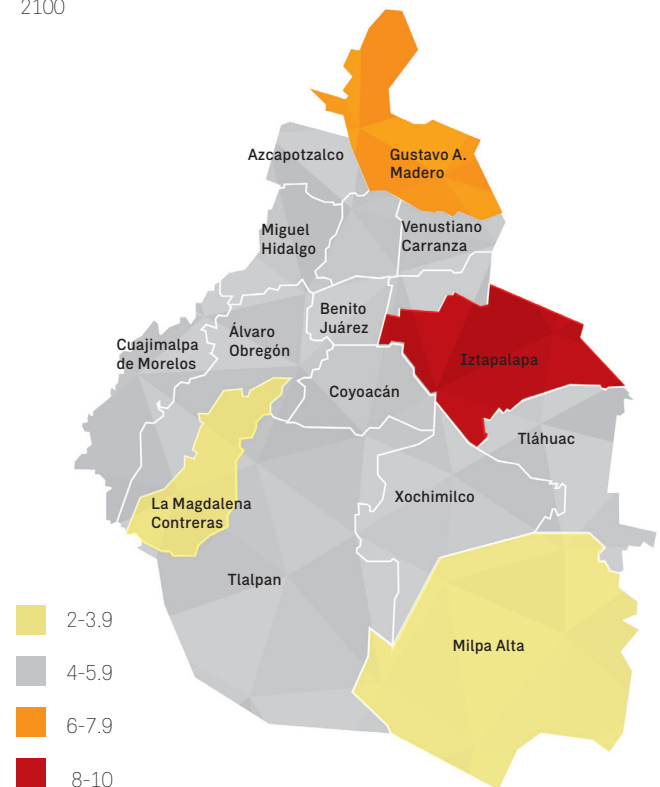 2100
Azcapotzalco
Gustavo A.
Madero
Miguel
Hidalgo
Venustiano
Carranza
Benito
Juárez
Cuajimalpa
de Morelos
Álvaro
Obregón
Iztapalapa
Coyoacán
Tláhuac
La Magdalena
Contreras
Xochimilco
Tlalpan
Milpa Alta
2-3.9
4-5.9
6-7.9
8-10